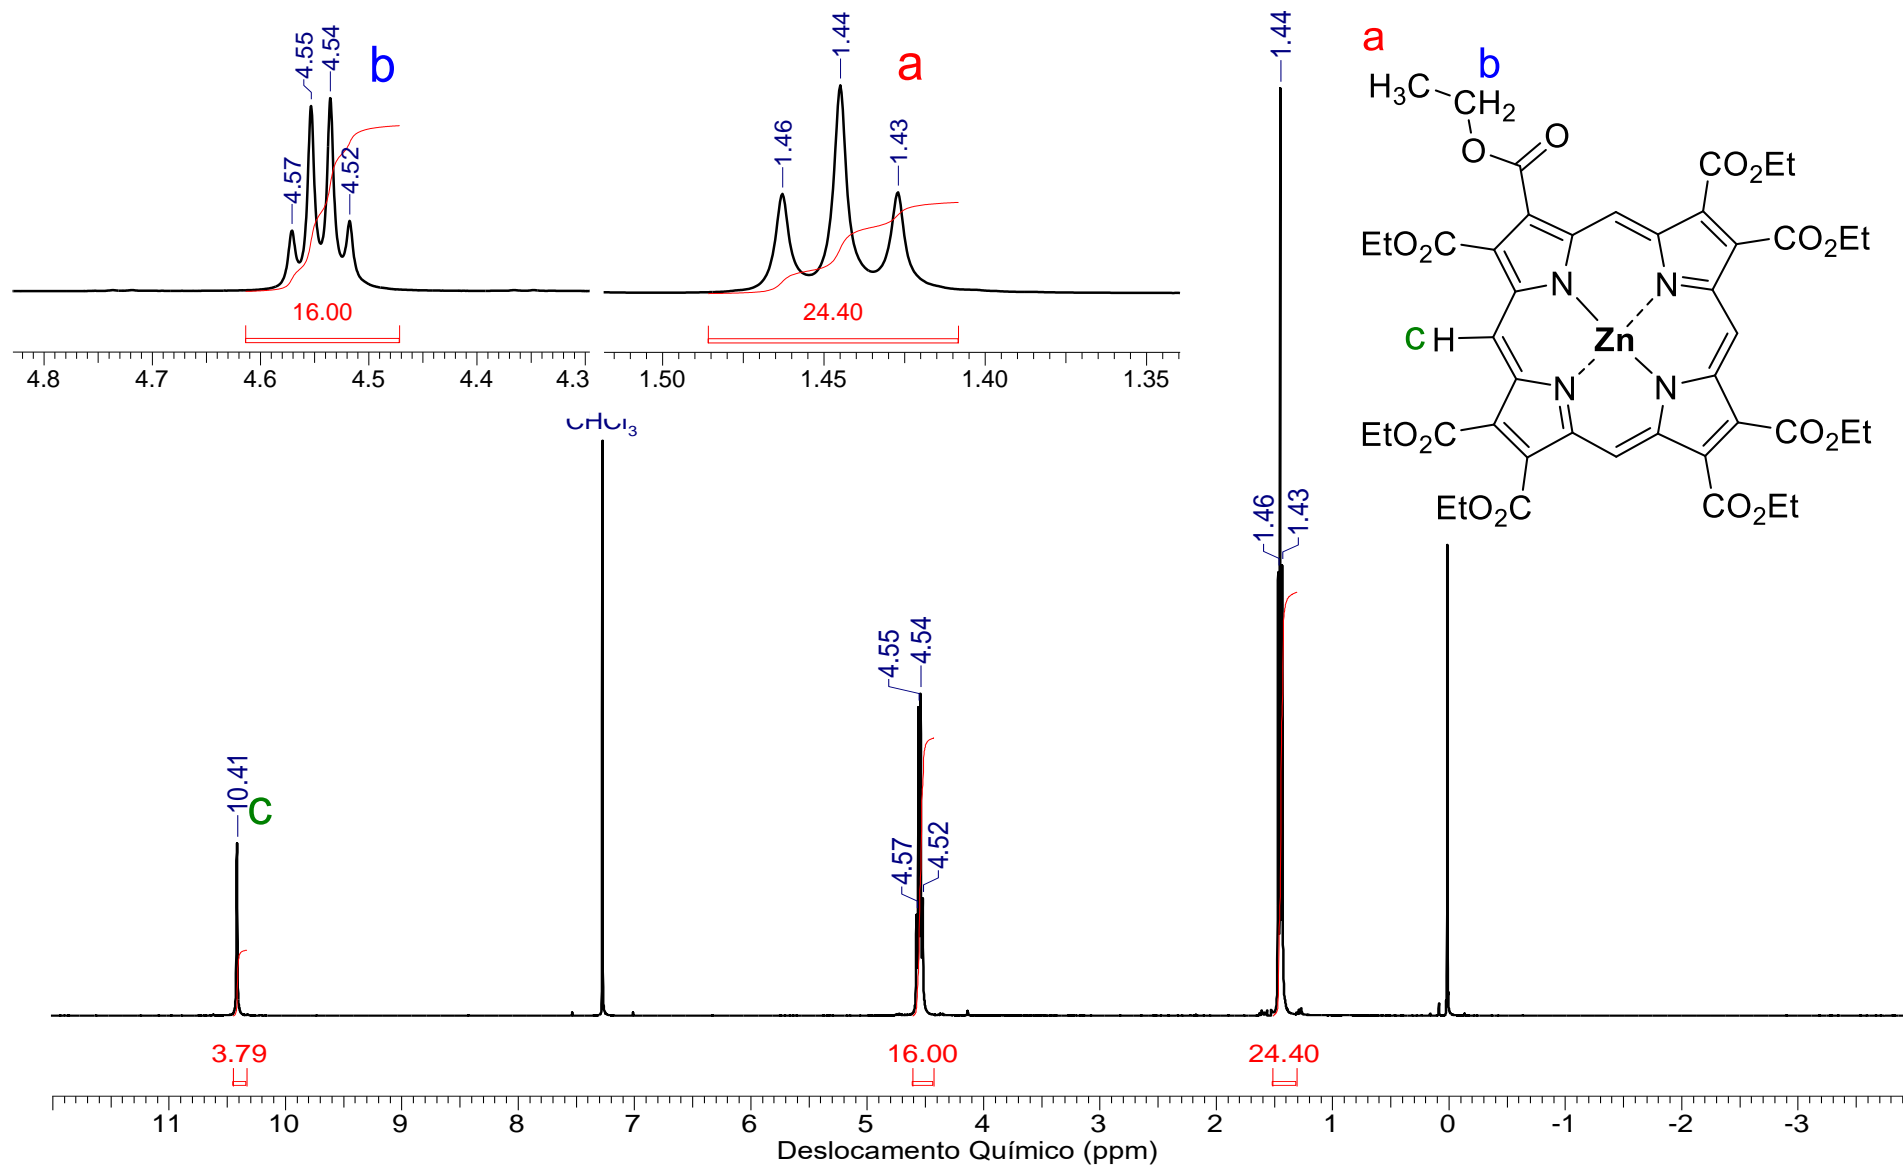 4.57
4.55
4.54
4.52
b
16.00
4.8 4.7 4.6 4.5 4.4 4.3
1.46
1.44
1.43
a
24.40
1.50 1.45 1.40 1.35
1.44
a
b
H3C
CH2
O
O
CO2Et
EtO2C
CO2Et
N
N
c H
Zn
N
N
EtO2C
CO2Et
EtO2C
CO2Et
CHCl3
1.46
1.43
4.55
4.54
4.57
4.52
10.41
c
3.79
16.00
24.40
11 10 9 8 7 6 5 4 3 2 1 0 -1 -2 -3
Deslocamento Químico (ppm)